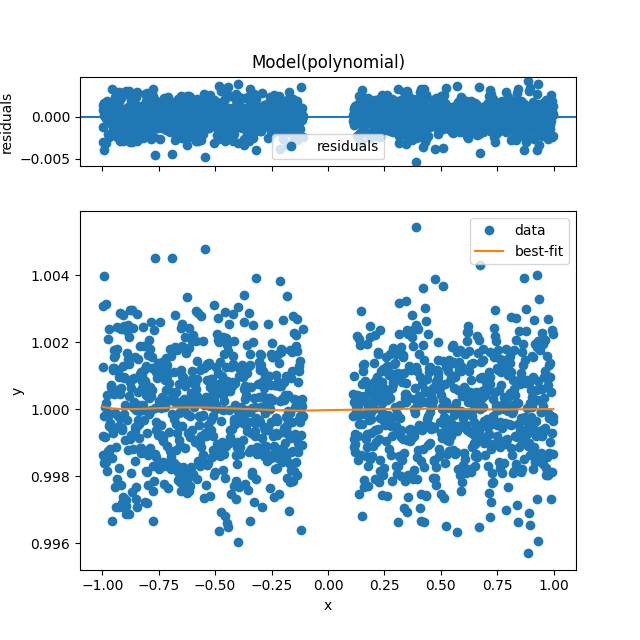 Model(polynomial)
residuals
0.000
−0.005
residuals
1.004
1.002
1.000
0.998
0.996
y
data
best-fit
−1.00 −0.75 −0.50 −0.25 0.00 0.25 0.50 0.75 1.00
x